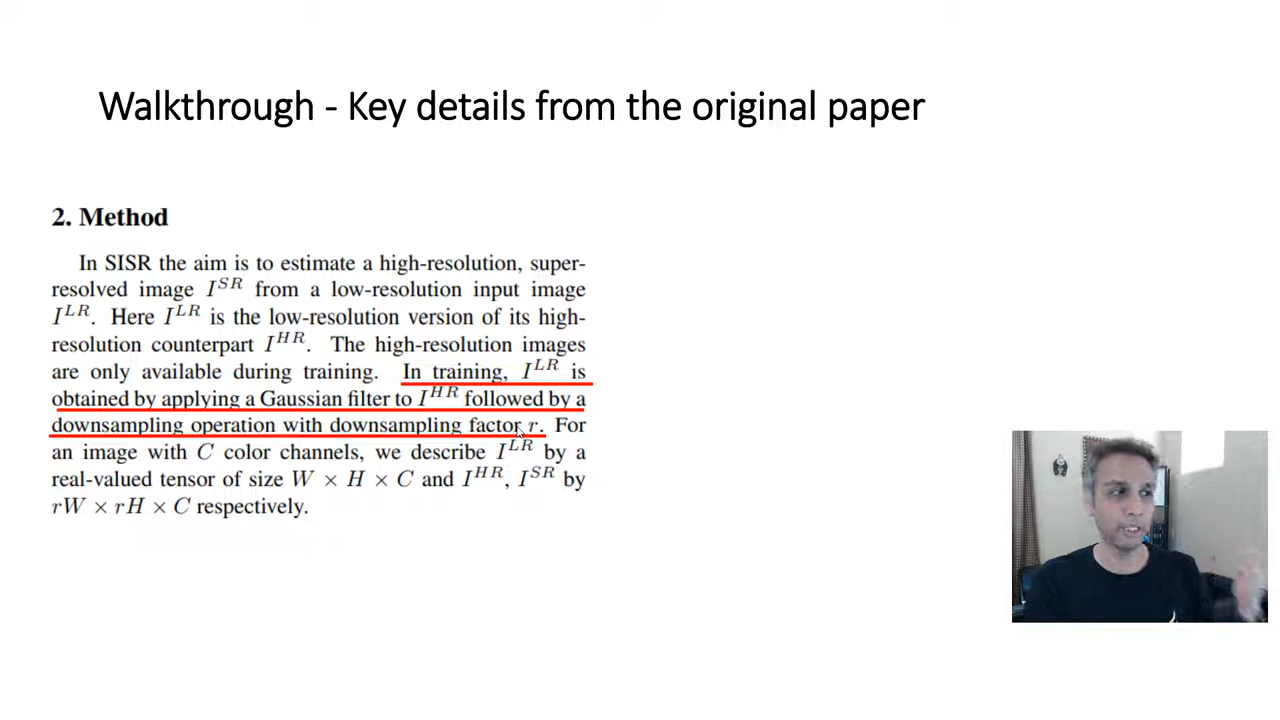 Walkthrough - Key details from the original paper
2. Method
In SISR the aim is to estimate a high-resolution, super-
resolved image I^{SR} from a low-resolution input image
I^{LR}. Here I^{LR} is the low-resolution version of its high-
resolution counterpart I^{HR}. The high-resolution images
are only available during training. In training, I^{LR} is
obtained by applying a Gaussian filter to I^{HR} followed by a
downsampling operation with downsampling factor r. For
an image with C color channels, we describe I^{LR} by a
real-valued tensor of size W × H × C and I^{HR}, I^{SR} by
rW × rH × C respectively.